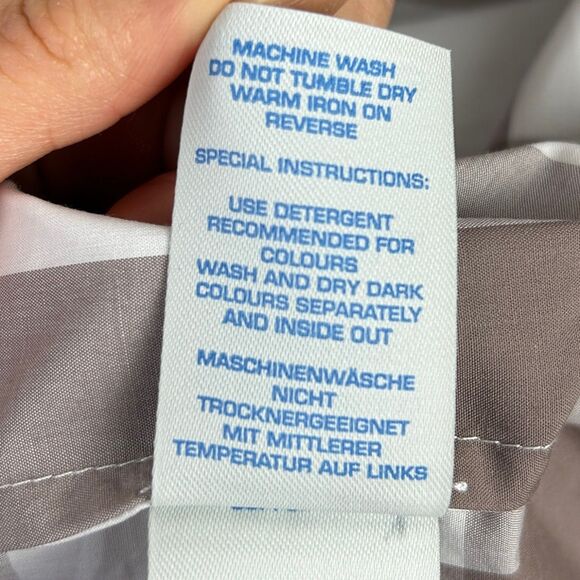 MACHINE WASH
DO NOT TUMBLE DRY
WARM IRON ON
REVERSE
SPECIAL INSTRUCTIONS:
USE DETERGENT
RECOMMENDED FOR
COLOURS
WASH AND DRY DARK
COLOURS SEPARATELY
AND INSIDE OUT
MASCHINENWÄSCHE
NICHT
TROCKNERGEEIGNET
MIT MITTLERER
TEMPERATUR AUF LINKS